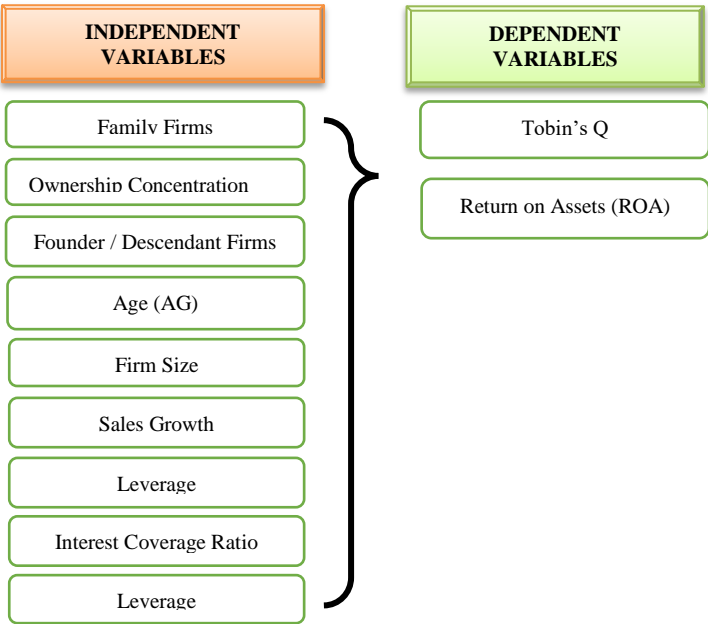 INDEPENDENT
VARIABLES
Family Firms
Ownership Concentration
Founder / Descendant Firms
Age (AG)
Firm Size
Sales Growth
Leverage
Interest Coverage Ratio
Leverage
DEPENDENT
VARIABLES
Tobin’s Q
Return on Assets (ROA)